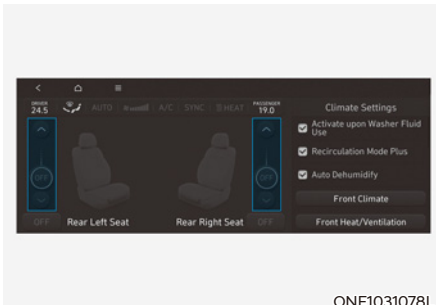 DRIVER
24.5
AUTO
A/C
SYNC
HEAT
PASSENGER
19.0
Climate Settings
Activate upon Washer Fluid
Use
Recirculation Mode Plus
Auto Dehumidify
Front Climate
Front Heat/Ventilation
OFF
OFF
OFF
Rear Left Seat
Rear Right Seat
OFF
ONE1031078L